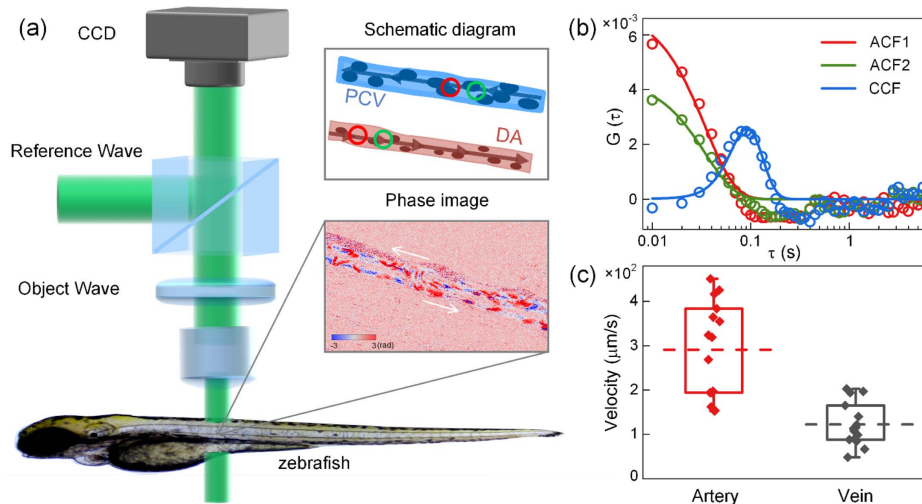 (a)
CCD
Reference Wave
Object Wave
Schematic diagram
PCV
DA
Phase image
-3
3(rad)
zebrafish
(b)
×10⁻³
6
4
2
0
G (τ)
ACF1
ACF2
CCF
0.01
0.1
1
τ (s)
(c)
×10²
4
3
2
1
0
Velocity (μm/s)
Artery
Vein